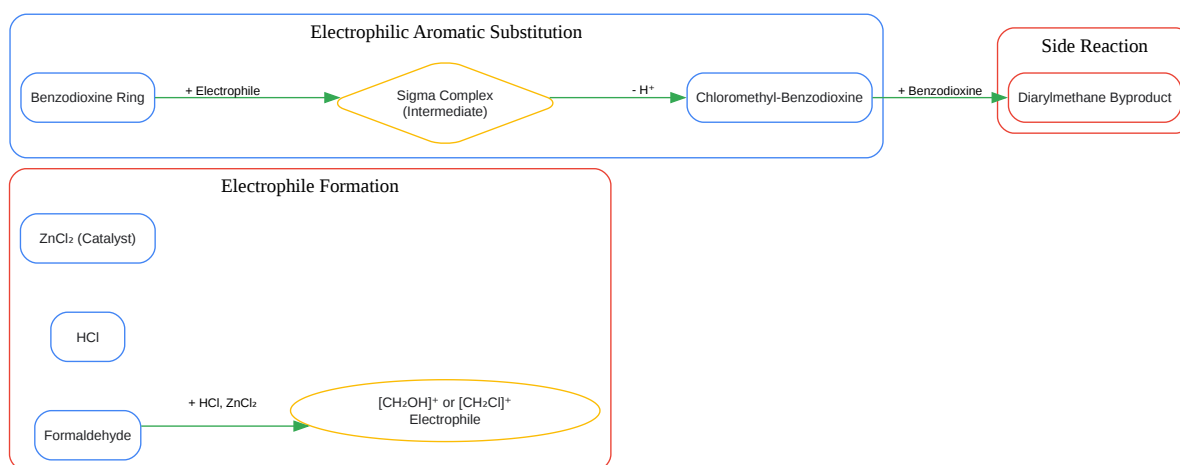 Electrophilic Aromatic Substitution
Side Reaction
Benzodioxine Ring
+ Electrophile
Sigma Complex
(Intermediate)
- H⁺
Chloromethyl-Benzodioxine
+ Benzodioxine
Diarylmethane Byproduct
Electrophile Formation
ZnCl₂ (Catalyst)
HCl
Formaldehyde
+ HCl, ZnCl₂
[CH₂OH]⁺ or [CH₂Cl]⁺
Electrophile